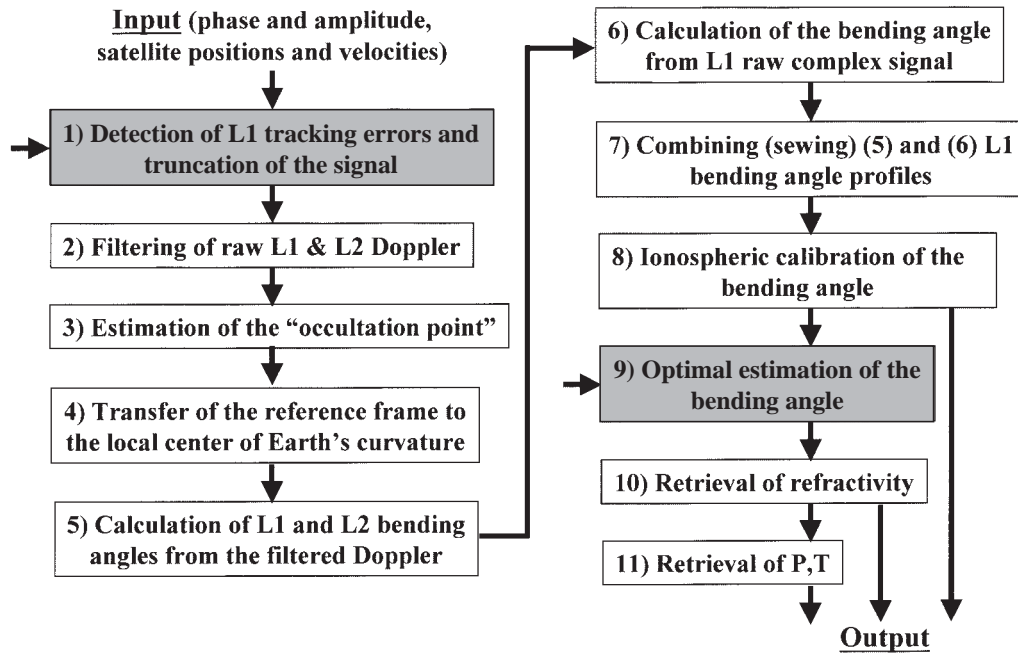 Input (phase and amplitude,
satellite positions and velocities)
1) Detection of L1 tracking errors and
truncation of the signal
2) Filtering of raw L1 & L2 Doppler
3) Estimation of the “occultation point”
4) Transfer of the reference frame to
the local center of Earth’s curvature
5) Calculation of L1 and L2 bending
angles from the filtered Doppler
6) Calculation of the bending angle
from L1 raw complex signal
7) Combining (sewing) (5) and (6) L1
bending angle profiles
8) Ionospheric calibration of the
bending angle
9) Optimal estimation of the
bending angle
10) Retrieval of refractivity
11) Retrieval of P,T
Output